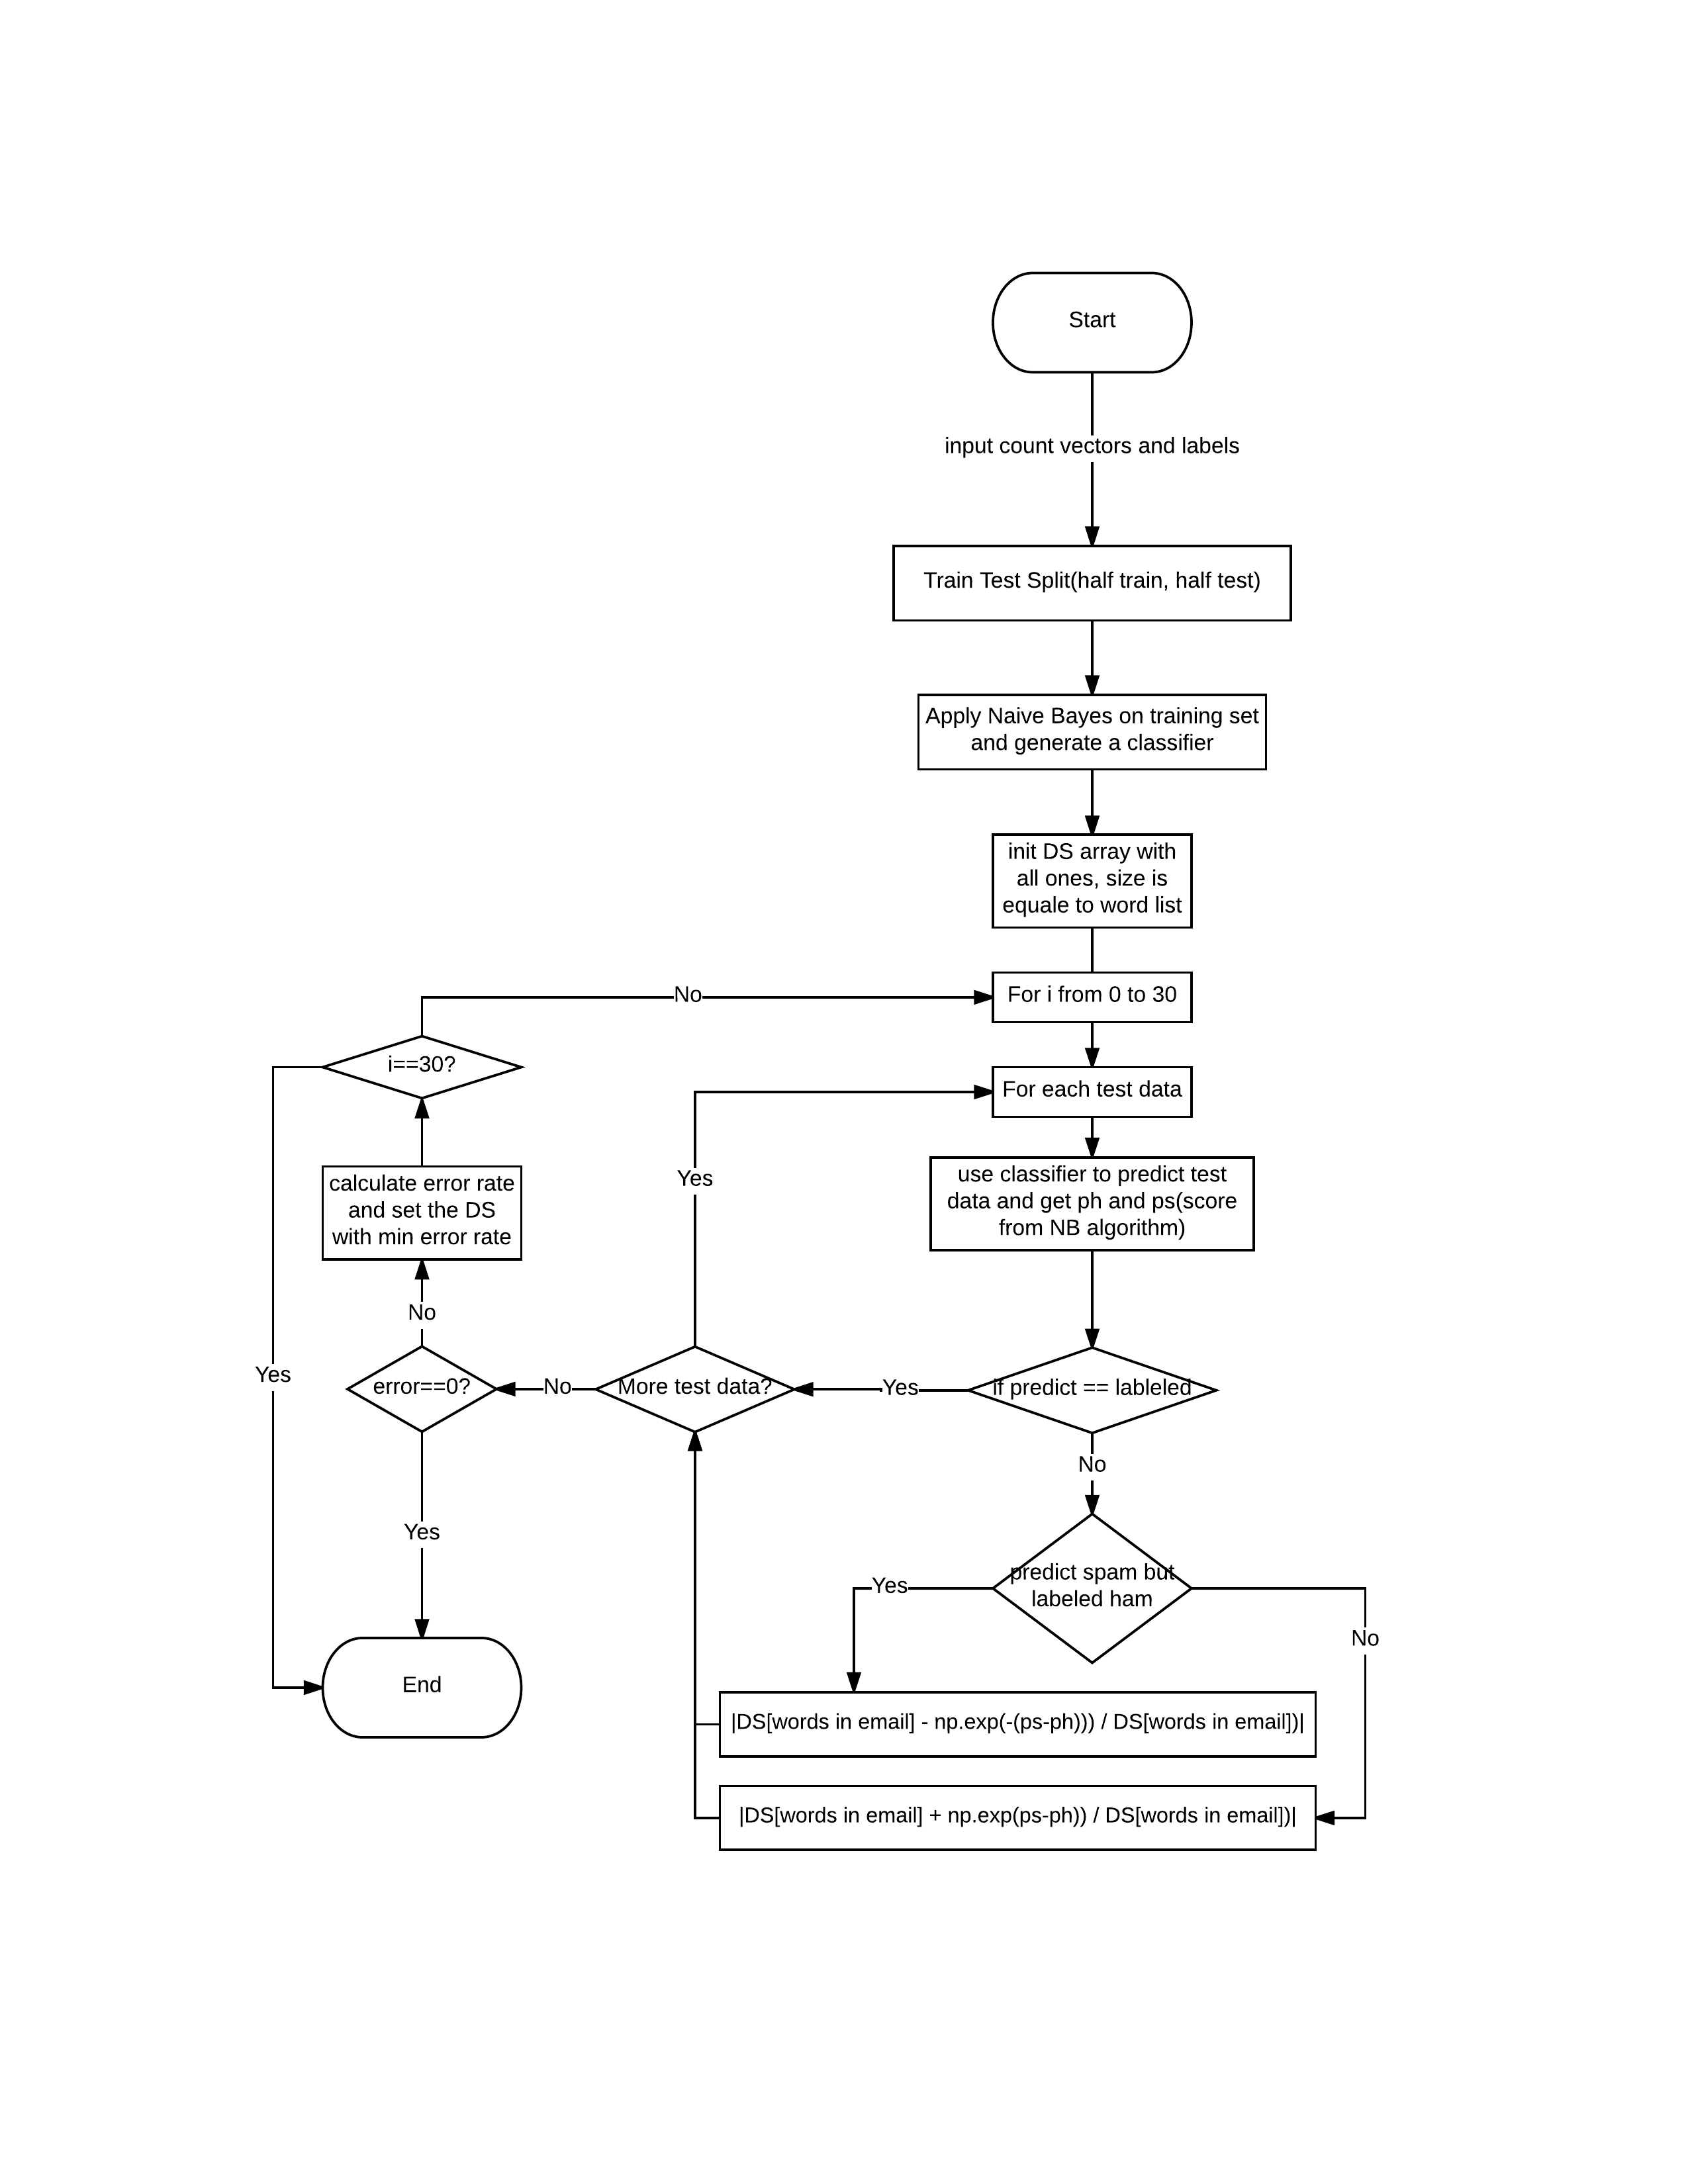 Start
input count vectors and labels
Train Test Split(half train, half test)
Apply Naive Bayes on training set
and generate a classifier
init DS array with
all ones, size is
equale to word list
No
For i from 0 to 30
i==30?
For each test data
Yes
calculate error rate
and set the DS
with min error rate
use classifier to predict test
data and get ph and ps(score
from NB algorithm)
No
Yes
error==0?
No
More test data?
Yes
if predict == lableled
No
Yes
predict spam but
labeled ham
Yes
No
End
|DS[words in email] - np.exp(-(ps-ph))) / DS[words in email])|
|DS[words in email] + np.exp(ps-ph)) / DS[words in email])|